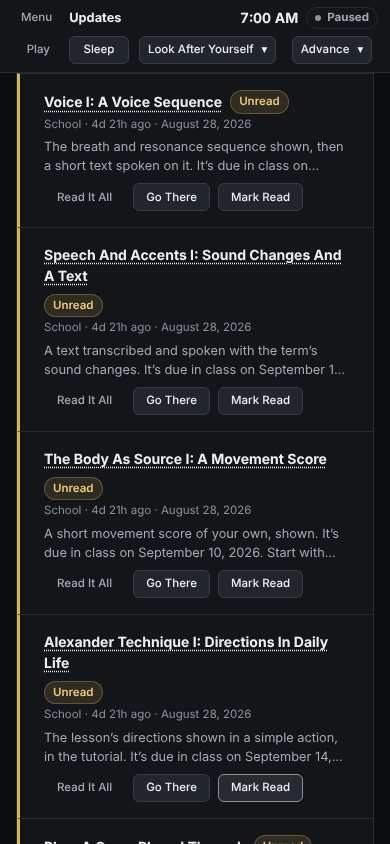 Menu Updates 7:00 AM Paused
Play Sleep Look After Yourself ▾ Advance ▾
Voice I: A Voice Sequence Unread
School · 4d 21h ago · August 28, 2026
The breath and resonance sequence shown, then
a short text spoken on it. It’s due in class on…
Read It All Go There Mark Read
Speech And Accents I: Sound Changes And
A Text
Unread
School · 4d 21h ago · August 28, 2026
A text transcribed and spoken with the term’s
sound changes. It’s due in class on September 1…
Read It All Go There Mark Read
The Body As Source I: A Movement Score
Unread
School · 4d 21h ago · August 28, 2026
A short movement score of your own, shown. It’s
due in class on September 10, 2026. Start with…
Read It All Go There Mark Read
Alexander Technique I: Directions In Daily
Life
Unread
School · 4d 21h ago · August 28, 2026
The lesson’s directions shown in a simple action,
in the tutorial. It’s due in class on September 14,…
Read It All Go There Mark Read